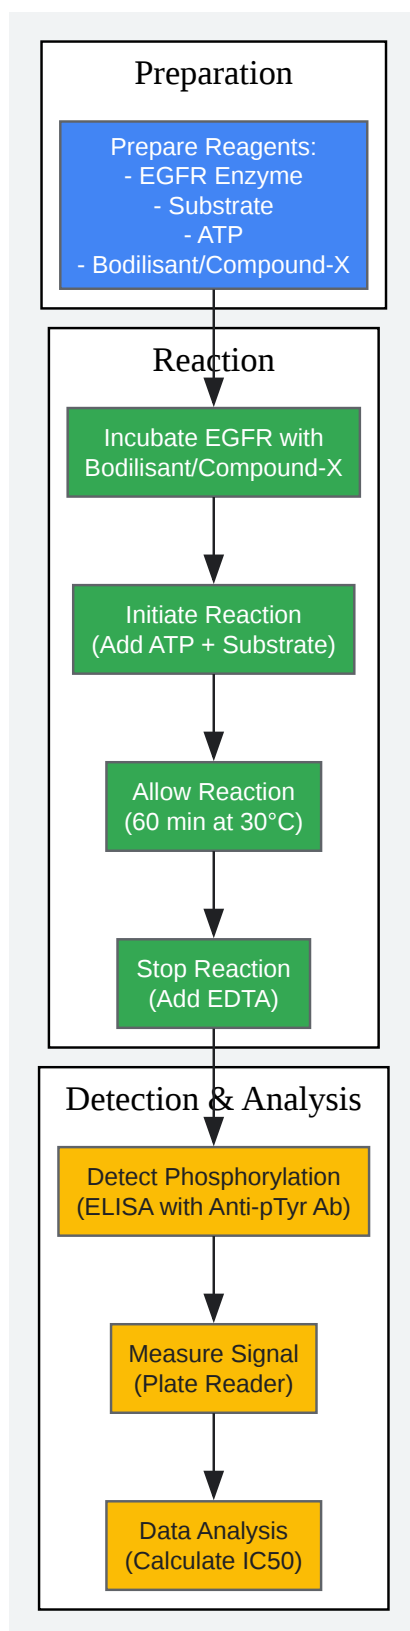 Preparation
Prepare Reagents:
- EGFR Enzyme
- Substrate
- ATP
- Bodilisant/Compound-X
Reaction
Incubate EGFR with
Bodilisant/Compound-X
Initiate Reaction
(Add ATP + Substrate)
Allow Reaction
(60 min at 30°C)
Stop Reaction
(Add EDTA)
Detection & Analysis
Detect Phosphorylation
(ELISA with Anti-pTyr Ab)
Measure Signal
(Plate Reader)
Data Analysis
(Calculate IC50)